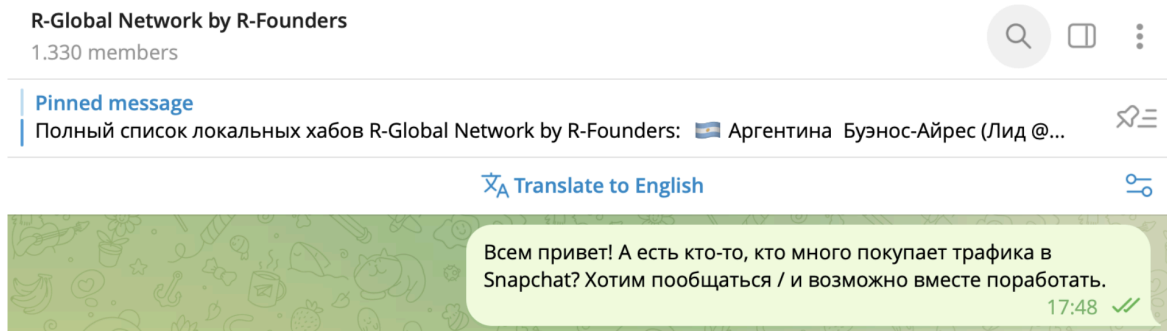 R-Global Network by R-Founders
1.330 members
Pinned message
Полный список локальных хабов R-Global Network by R-Founders: 🇦🇷 Аргентина Буэнос-Айрес (Лид @...
Translate to English
Всем привет! А есть кто-то, кто много покупает трафика в
Snapchat? Хотим пообщаться / и возможно вместе поработать.
17:48